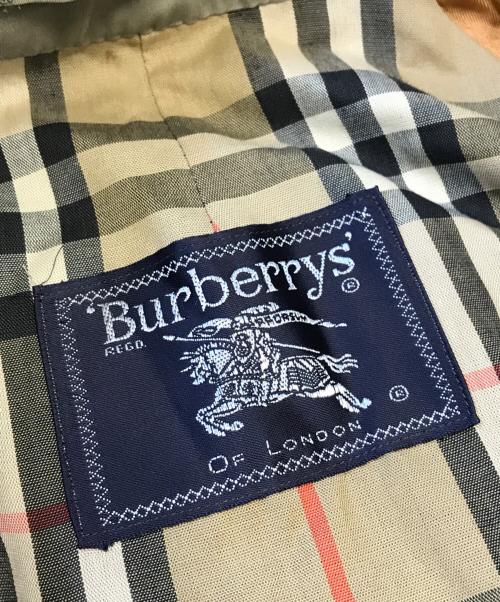 'Burberrys'
®
REGD.
PRORSUM
®
OF LONDON